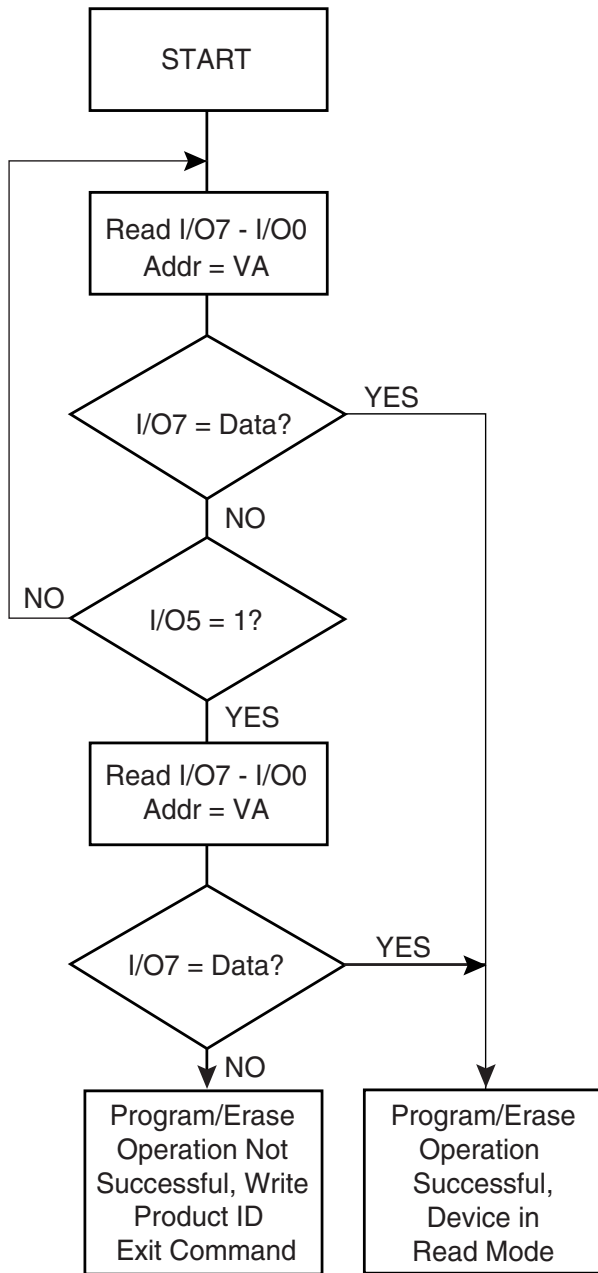 START
Read I/O7 - I/O0
Addr = VA
I/O7 = Data?
YES
NO
NO
I/O5 = 1?
YES
Read I/O7 - I/O0
Addr = VA
I/O7 = Data?
YES
NO
Program/Erase
Operation Not
Successful, Write
Product ID
Exit Command
Program/Erase
Operation
Successful,
Device in
Read Mode